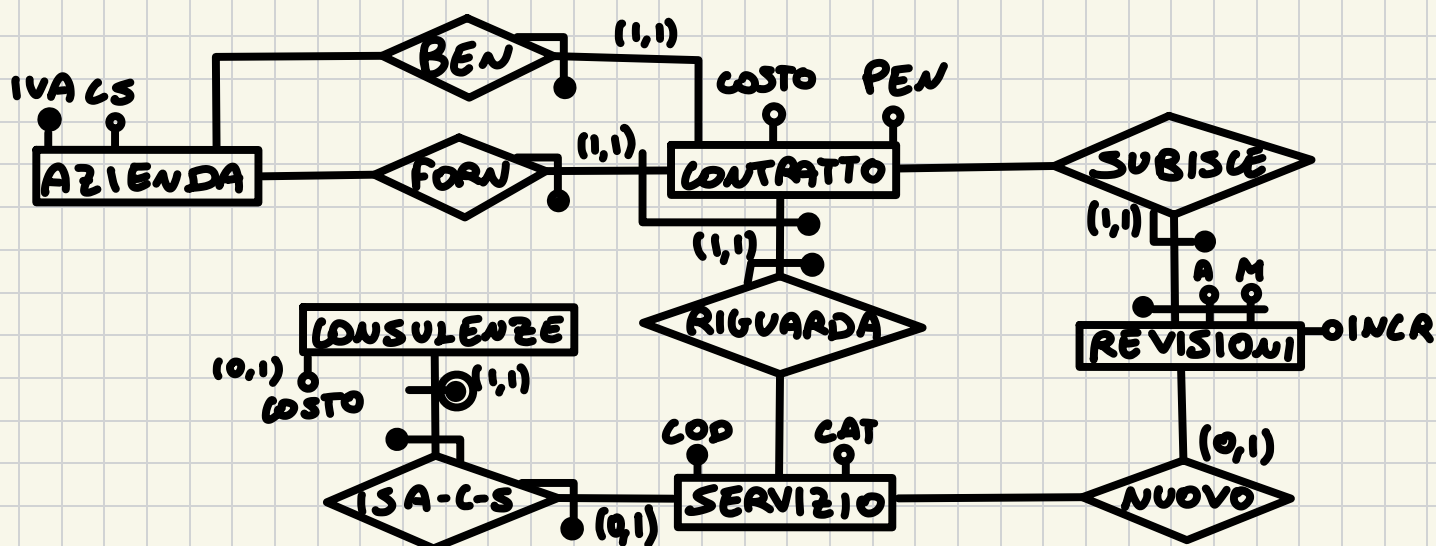 BEN
(1,1)
IVA CS
COSTO
PEN
AZIENDA
FORN
(1,1)
CONTRATTO
SUBISCE
(1,1)
(1,1)
A M
CONSULENZE
RIGUARDA
REVISIONI
INCR
(0,1)
COSTO
(1,1)
COD
CAT
(0,1)
ISA-C-S
(0,1)
SERVIZIO
NUOVO